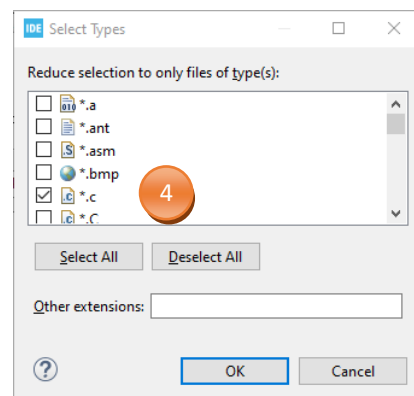 IDE Select Types
Reduce selection to only files of type(s):
010 *.a
*.ant
.S *.asm
*.bmp
.c *.c
4
.c *.C
Select All Deselect All
Other extensions:
?
OK Cancel